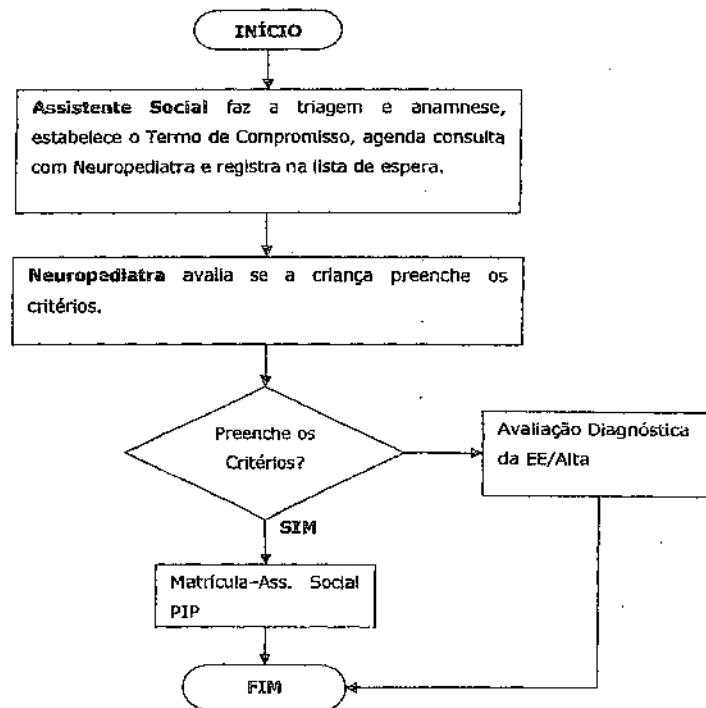 INÍCIO
Assistente Social faz a triagem e anamnese,
estabelece o Termo de Compromisso, agenda consulta
com Neuropediatra e registra na lista de espera.
Neuropediatra avalia se a criança preenche os
critérios.
Preenche os
Critérios?
Avaliação Diagnóstica
da EE/Alta
SIM
Matrícula-Ass. Social
PIP
FIM